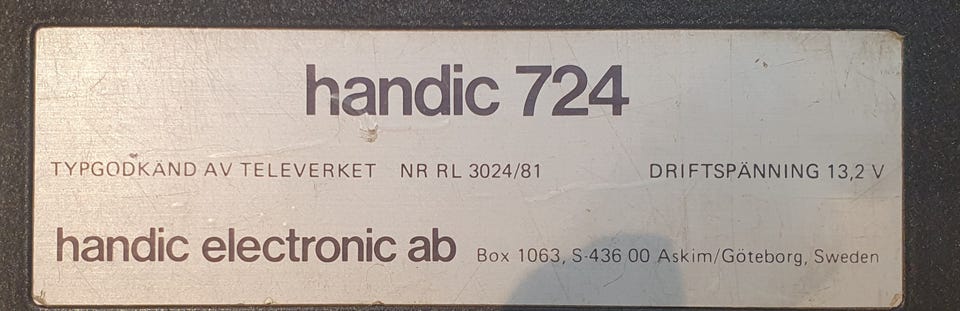 handic 724
TYPGODKÄND AV TELEVERKET NR RL 3024/81 DRIFTSPÄNNING 13,2 V
handic electronic ab Box 1063, S-436 00 Askim/Göteborg, Sweden